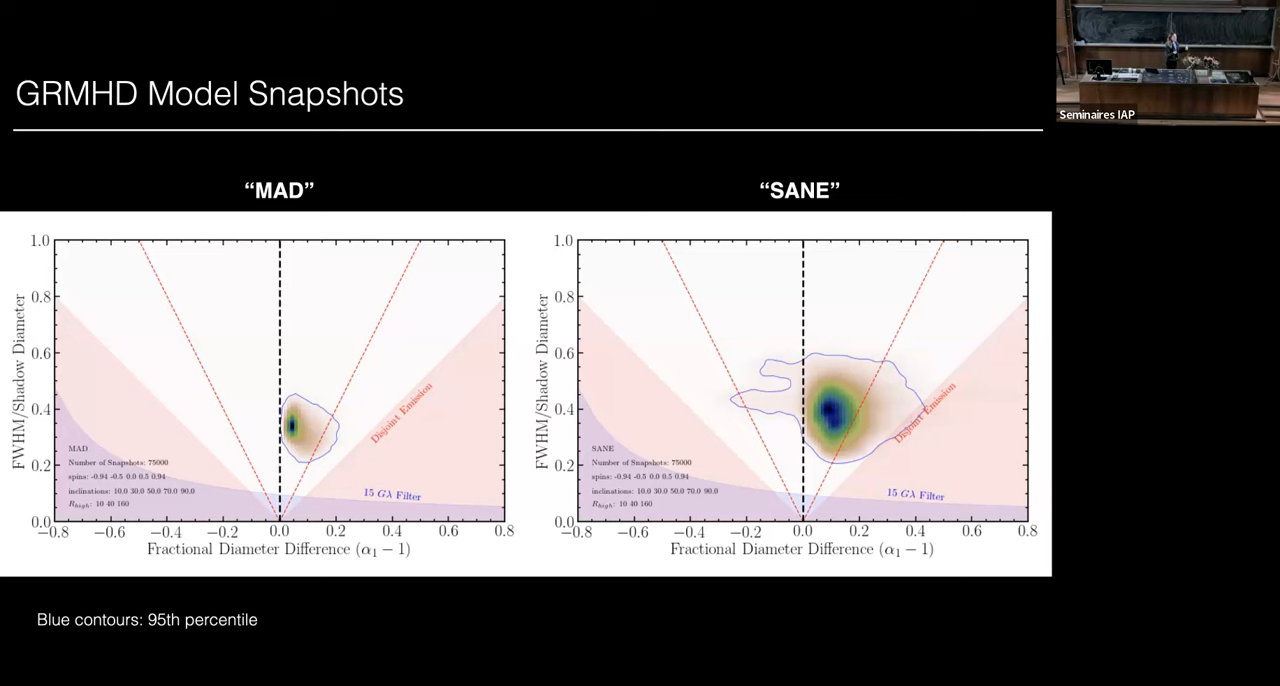 GRMHD Model Snapshots
Seminaires IAP
“MAD”
“SANE”
FWHM/Shadow Diameter
1.0
0.8
0.6
0.4
0.2
0.0
Disjoint Emission
MAD
Number of Snapshots: 75000
spins: -0.94 -0.5 0.0 0.5 0.94
inclinations: 10.0 30.0 50.0 70.0 90.0
R_high: 10 40 160
15 Gλ Filter
−0.8 −0.6 −0.4 −0.2 0.0 0.2 0.4 0.6 0.8
Fractional Diameter Difference (α₁ − 1)
FWHM/Shadow Diameter
1.0
0.8
0.6
0.4
0.2
0.0
Disjoint Emission
SANE
Number of Snapshots: 75000
spins: -0.94 -0.5 0.0 0.5 0.94
inclinations: 10.0 30.0 50.0 70.0 90.0
R_high: 10 40 160
15 Gλ Filter
−0.8 −0.6 −0.4 −0.2 0.0 0.2 0.4 0.6 0.8
Fractional Diameter Difference (α₁ − 1)
Blue contours: 95th percentile